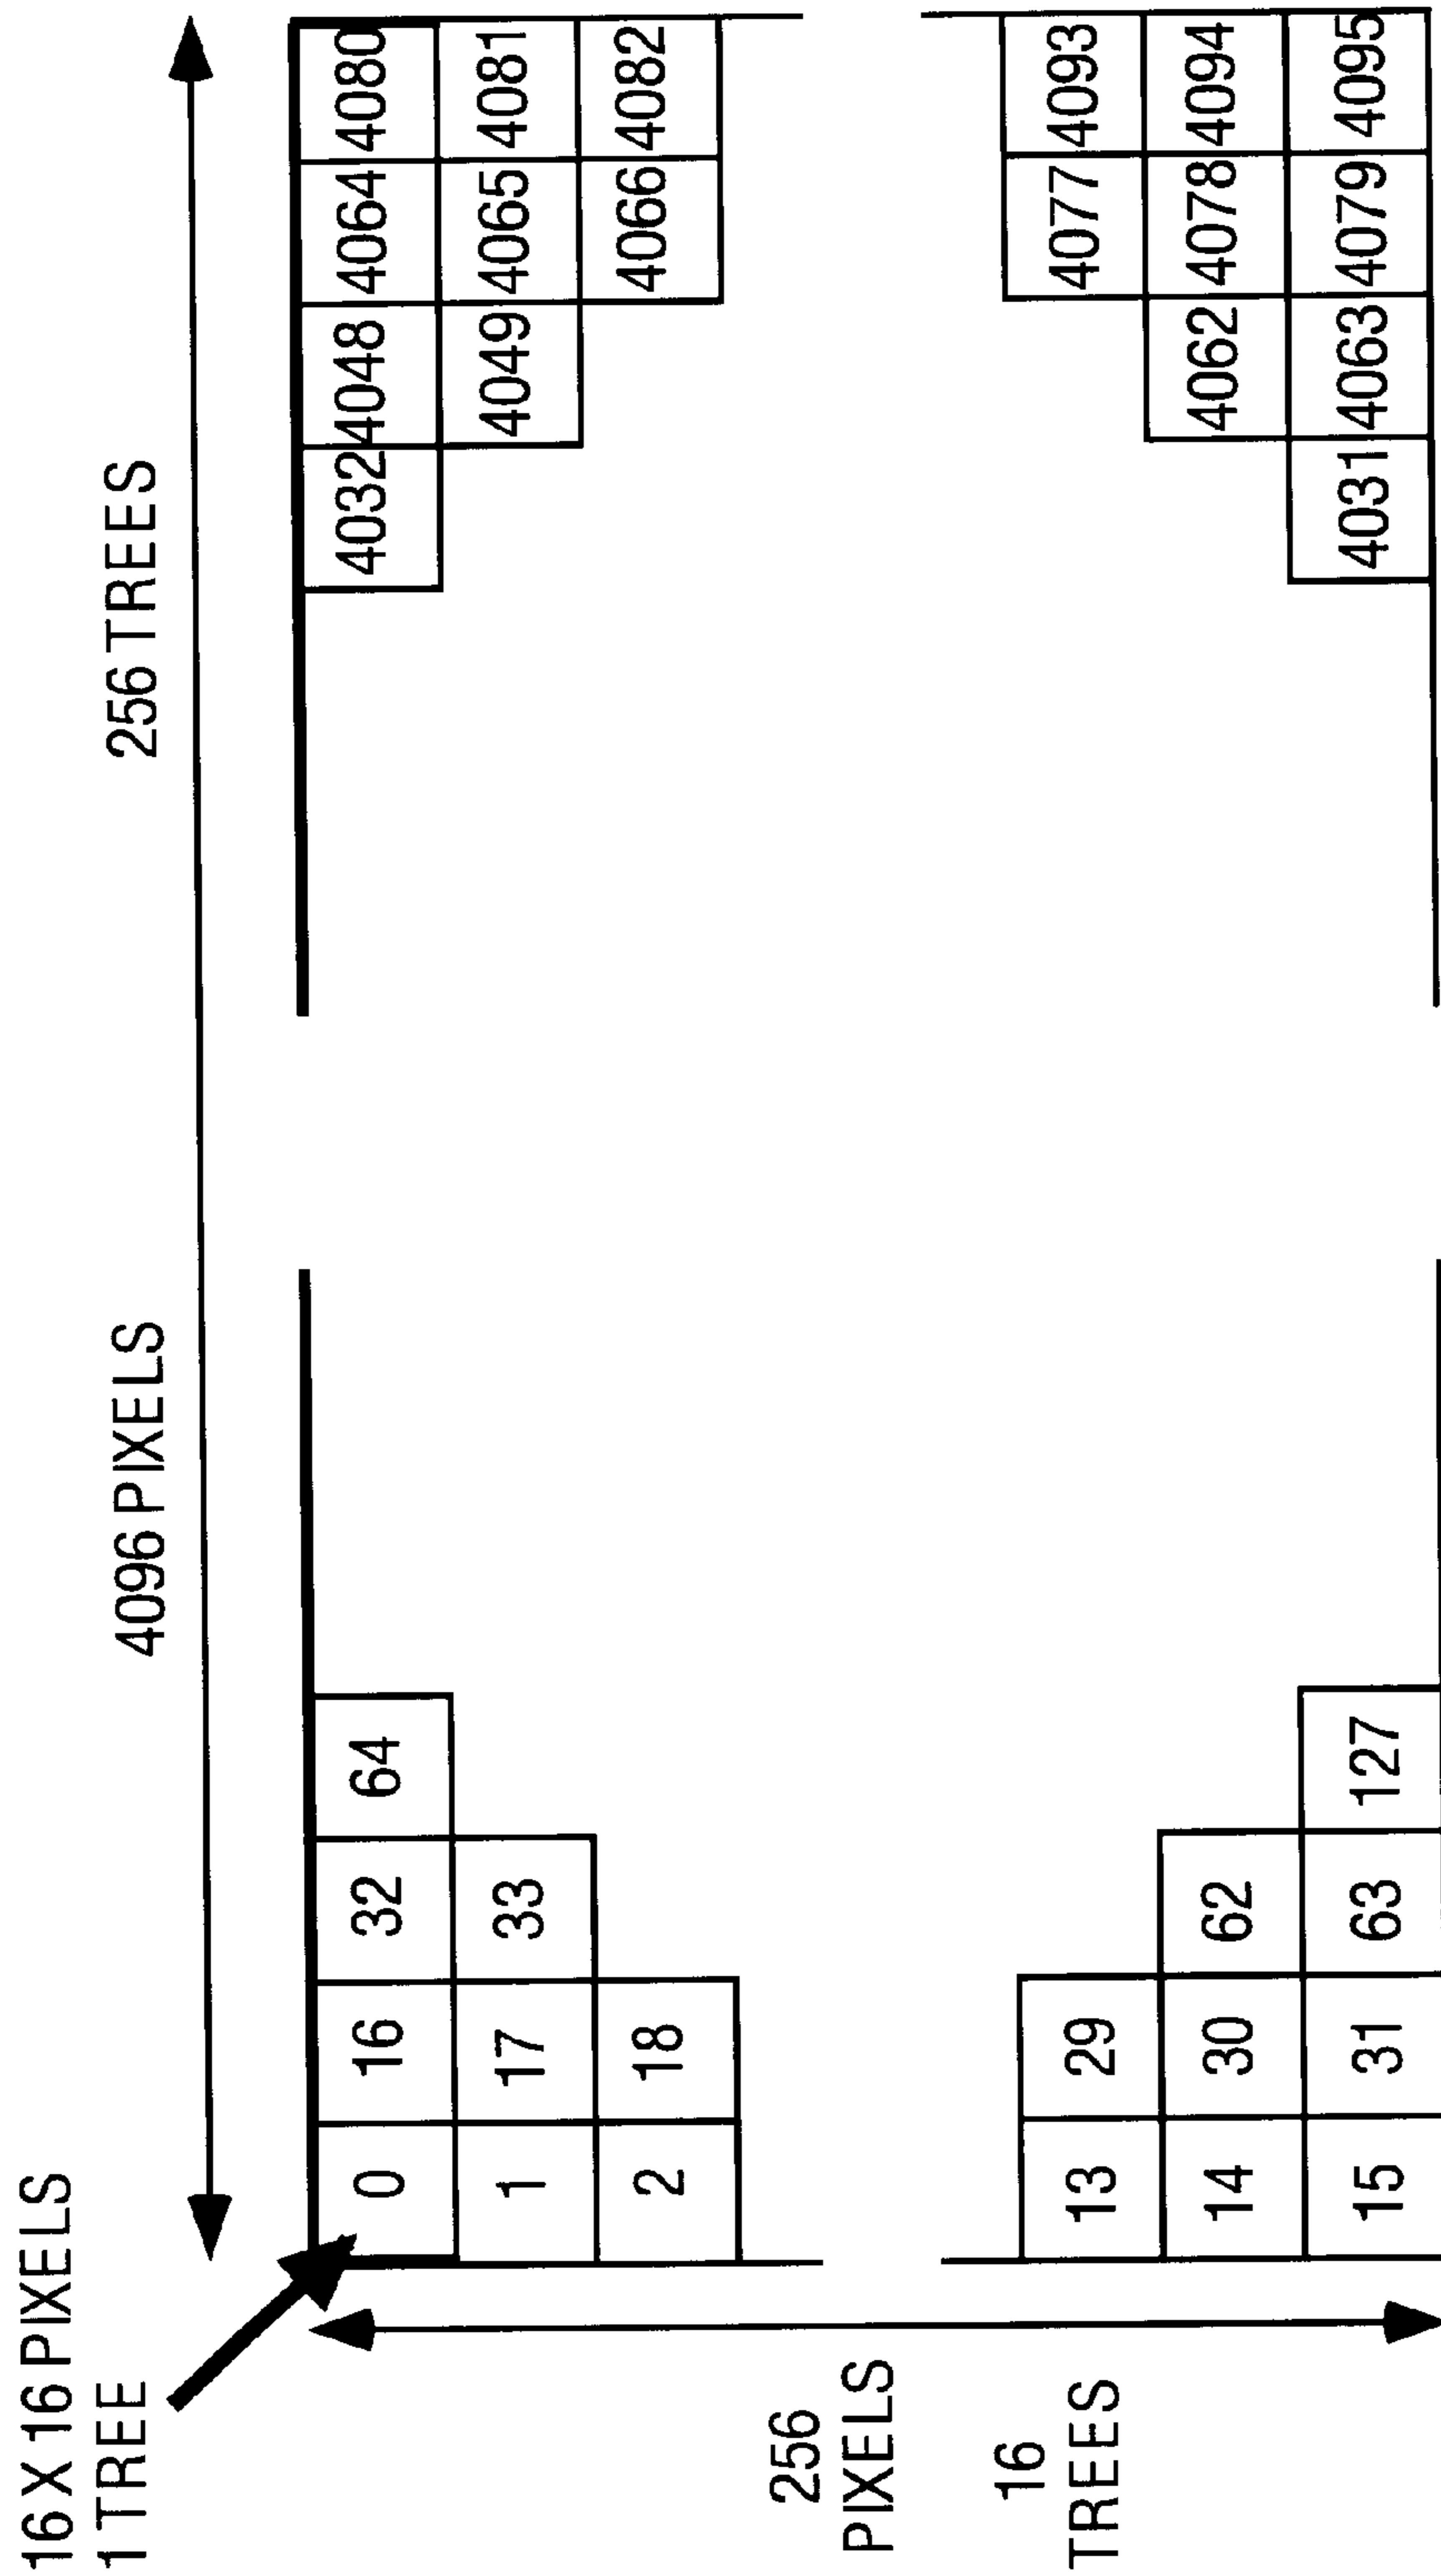 16 X 16 PIXELS
1 TREE
4096 PIXELS
256 TREES
256
PIXELS
16
TREES
0 16 32 64
1 17 33
2 18
13 29
14 30 62
15 31 63 127
4032 4048 4064 4080
4049 4065 4081
4066 4082
4077 4093
4062 4078 4094
4031 4063 4079 4095